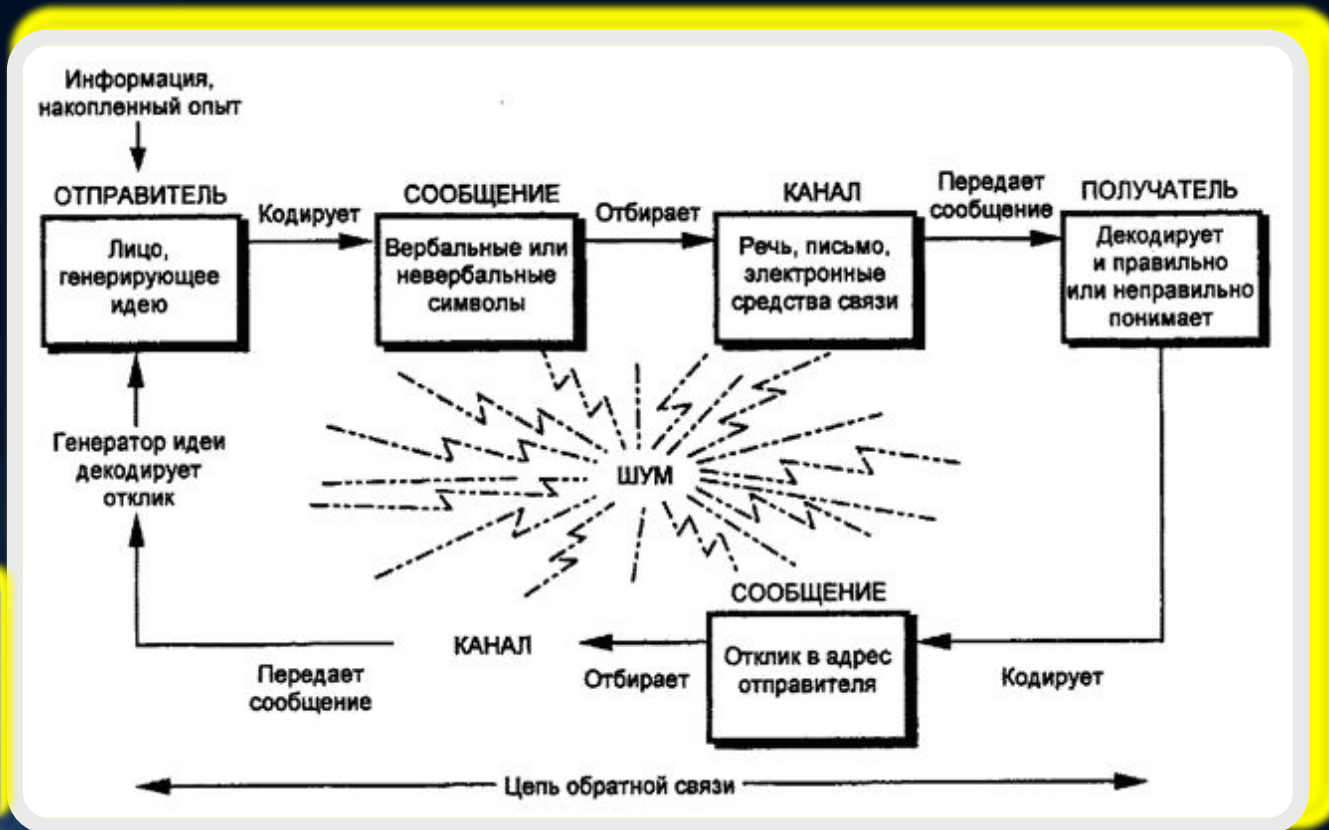 Информация,
накопленный опыт
ОТПРАВИТЕЛЬ
Лицо,
генерирующее
идею
Кодирует
СООБЩЕНИЕ
Вербальные или
невербальные
символы
Отбирает
КАНАЛ
Речь, письмо,
электронные
средства связи
Передает
сообщение
ПОЛУЧАТЕЛЬ
Декодирует
и правильно
или неправильно
понимает
Генератор идеи
декодирует
отклик
ШУМ
СООБЩЕНИЕ
Отклик в адрес
отправителя
Кодирует
Отбирает
КАНАЛ
Передает
сообщение
Цепь обратной связи